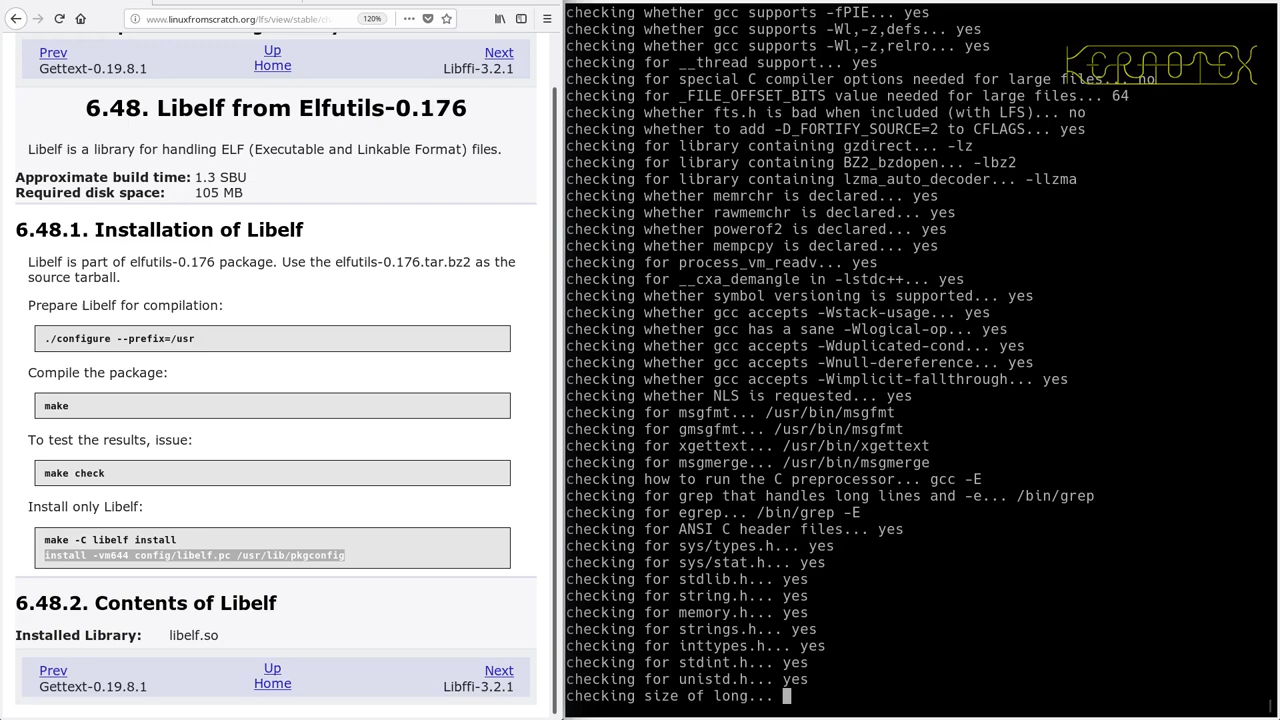 www.linuxfromscratch.org/lfs/view/stable/ch
120%
Prev
Up
Next
Gettext-0.19.8.1
Home
Libffi-3.2.1
6.48. Libelf from Elfutils-0.176
Libelf is a library for handling ELF (Executable and Linkable Format) files.
Approximate build time: 1.3 SBU
Required disk space: 105 MB
6.48.1. Installation of Libelf
Libelf is part of elfutils-0.176 package. Use the elfutils-0.176.tar.bz2 as the
source tarball.
Prepare Libelf for compilation:
./configure --prefix=/usr
Compile the package:
make
To test the results, issue:
make check
Install only Libelf:
make -C libelf install
install -vm644 config/libelf.pc /usr/lib/pkgconfig
6.48.2. Contents of Libelf
Installed Library: libelf.so
Prev
Up
Next
Gettext-0.19.8.1
Home
Libffi-3.2.1
checking whether gcc supports -fPIE... yes
checking whether gcc supports -Wl,-z,defs... yes
checking whether gcc supports -Wl,-z,relro... yes
checking for __thread support... yes
checking for special C compiler options needed for large files... no
checking for _FILE_OFFSET_BITS value needed for large files... 64
checking whether fts.h is bad when included (with LFS)... no
checking whether to add -D_FORTIFY_SOURCE=2 to CFLAGS... yes
checking for library containing gzdirect... -lz
checking for library containing BZ2_bzdopen... -lbz2
checking for library containing lzma_auto_decoder... -llzma
checking whether memrchr is declared... yes
checking whether rawmemchr is declared... yes
checking whether powerof2 is declared... yes
checking whether mempcpy is declared... yes
checking for process_vm_readv... yes
checking for __cxa_demangle in -lstdc++... yes
checking whether symbol versioning is supported... yes
checking whether gcc accepts -Wstack-usage... yes
checking whether gcc has a sane -Wlogical-op... yes
checking whether gcc accepts -Wduplicated-cond... yes
checking whether gcc accepts -Wnull-dereference... yes
checking whether gcc accepts -Wimplicit-fallthrough... yes
checking whether NLS is requested... yes
checking for msgfmt... /usr/bin/msgfmt
checking for gmsgfmt... /usr/bin/msgfmt
checking for xgettext... /usr/bin/xgettext
checking for msgmerge... /usr/bin/msgmerge
checking how to run the C preprocessor... gcc -E
checking for grep that handles long lines and -e... /bin/grep
checking for egrep... /bin/grep -E
checking for ANSI C header files... yes
checking for sys/types.h... yes
checking for sys/stat.h... yes
checking for stdlib.h... yes
checking for string.h... yes
checking for memory.h... yes
checking for strings.h... yes
checking for inttypes.h... yes
checking for stdint.h... yes
checking for unistd.h... yes
checking size of long...